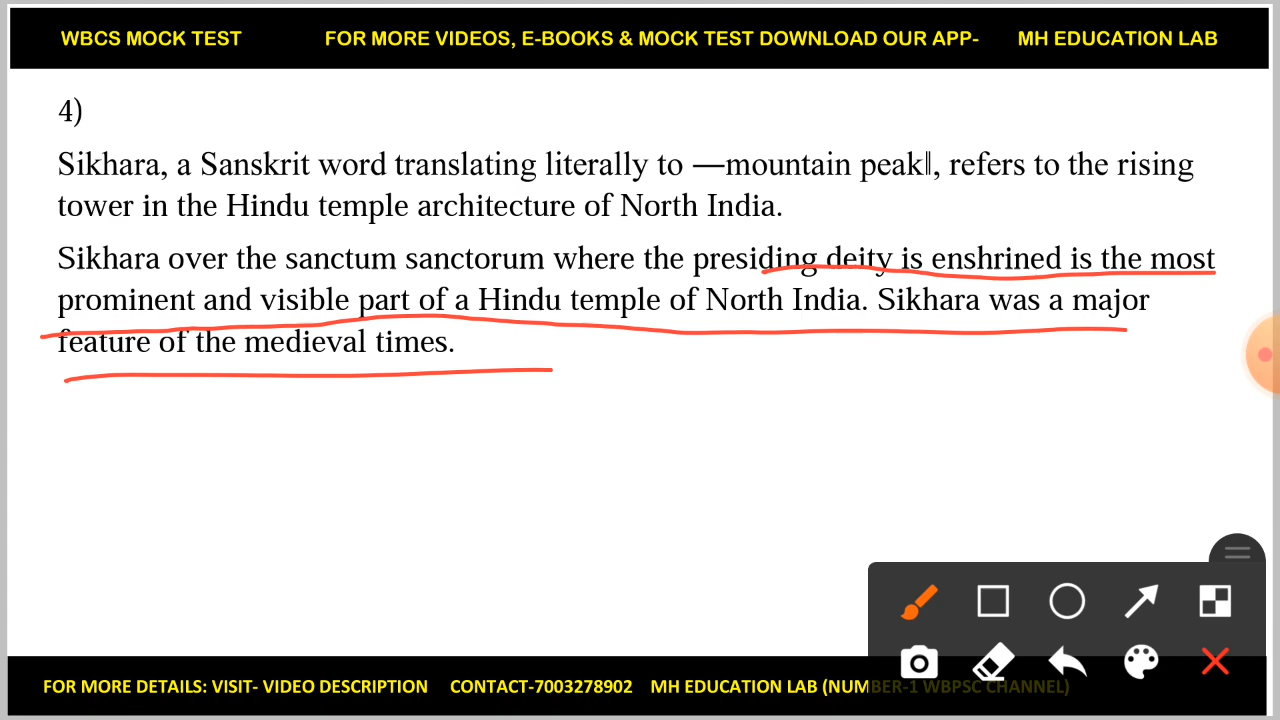 WBCS MOCK TEST FOR MORE VIDEOS, E-BOOKS & MOCK TEST DOWNLOAD OUR APP- MH EDUCATION LAB
4)
Sikhara, a Sanskrit word translating literally to ―mountain peak‖, refers to the rising
tower in the Hindu temple architecture of North India.
Sikhara over the sanctum sanctorum where the presiding deity is enshrined is the most
prominent and visible part of a Hindu temple of North India. Sikhara was a major
feature of the medieval times.
FOR MORE DETAILS: VISIT- VIDEO DESCRIPTION CONTACT-7003278902 MH EDUCATION LAB (NUMBER-1 WBPSC CHANNEL)